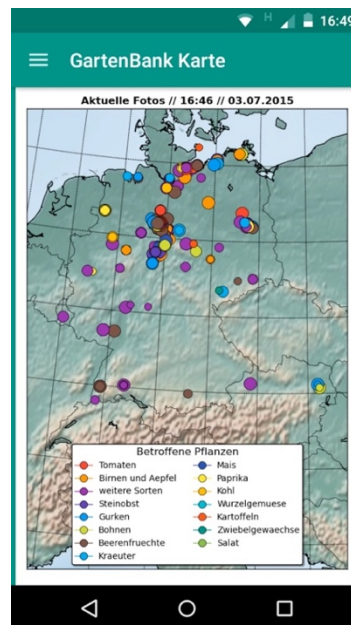 H 16:49
GartenBank Karte
Aktuelle Fotos // 16:46 // 03.07.2015
Betroffene Pflanzen
Tomaten
Birnen und Aepfel
weitere Sorten
Steinobst
Gurken
Bohnen
Beerenfruechte
Kraeuter
Mais
Paprika
Kohl
Wurzelgemuese
Kartoffeln
Zwiebelgewaechse
Salat